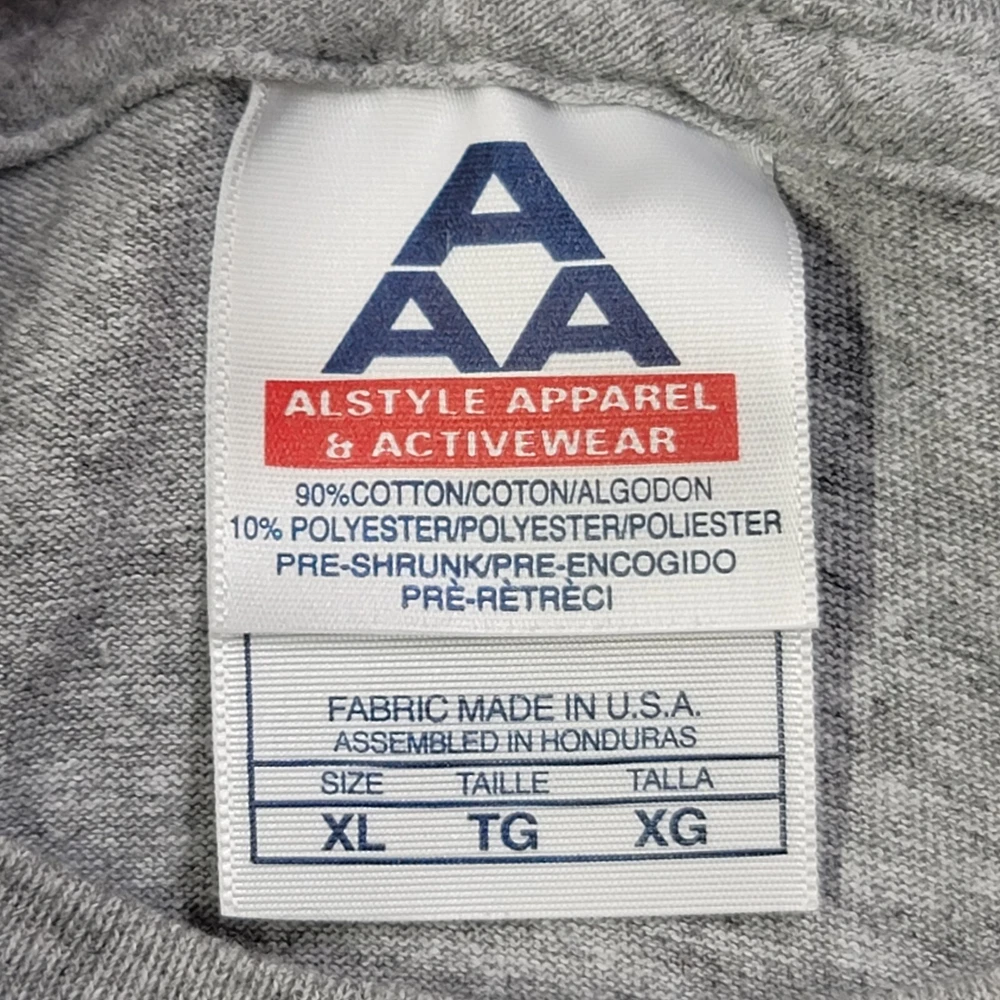 A
AA
ALSTYLE APPAREL
& ACTIVEWEAR
90%COTTON/COTON/ALGODON
10% POLYESTER/POLYESTER/POLIESTER
PRE-SHRUNK/PRE-ENCOGIDO
PRÈ-RÈTRÈCI
FABRIC MADE IN U.S.A.
ASSEMBLED IN HONDURAS
SIZE TAILLE TALLA
XL TG XG